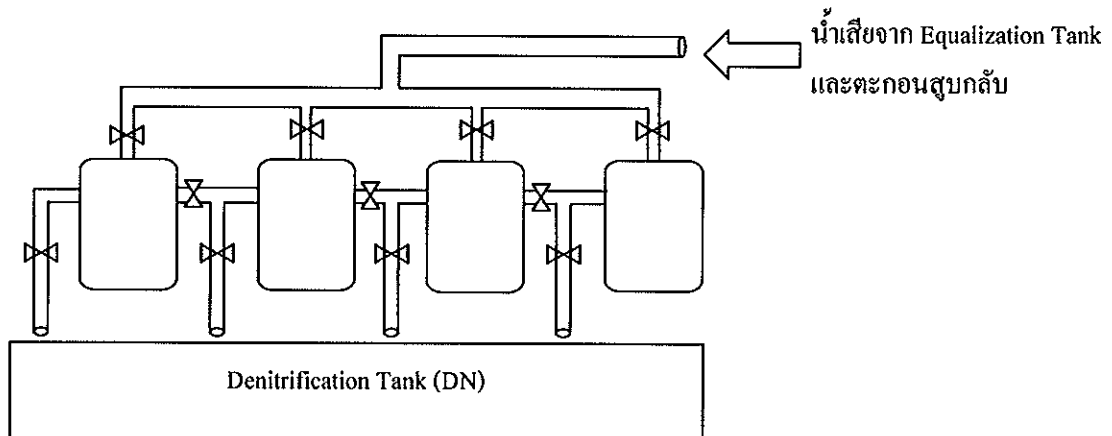 น้ำเสียจาก Equalization Tank
และตะกอนสูบกลับ
Denitrification Tank (DN)